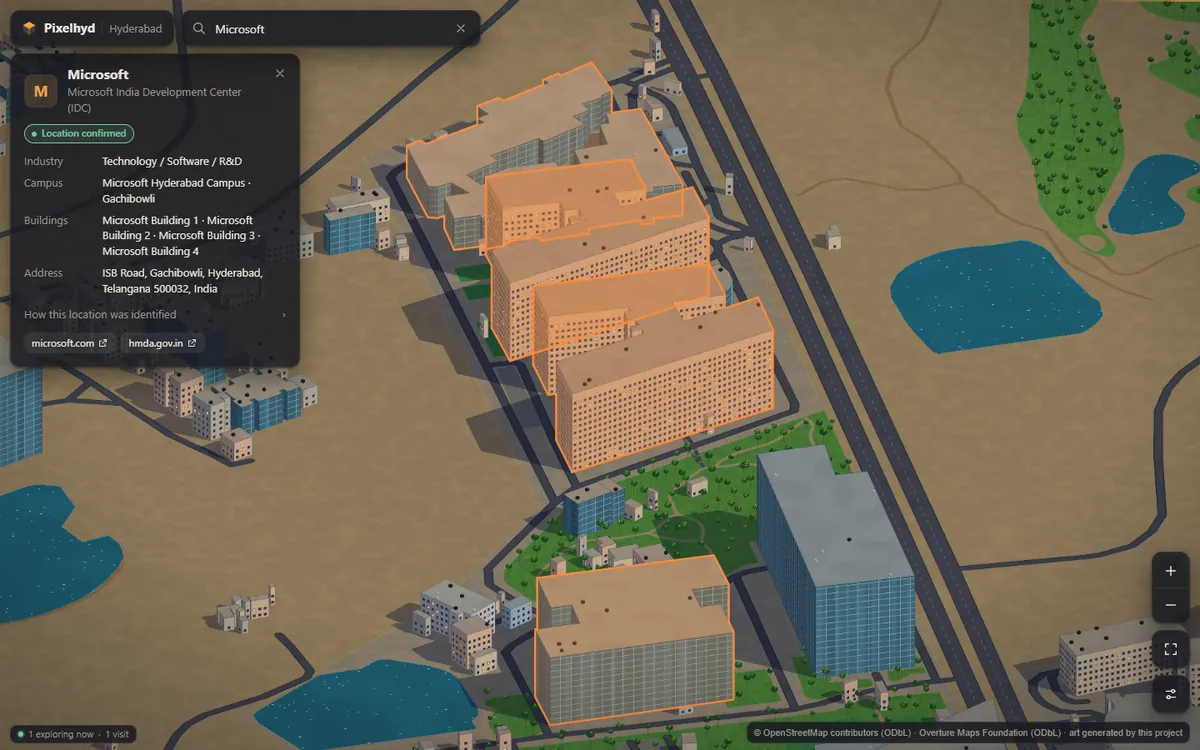 Pixelhyd Hyderabad
Microsoft
M
Microsoft
Microsoft India Development Center
(IDC)
Location confirmed
Industry Technology / Software / R&D
Campus Microsoft Hyderabad Campus ·
Gachibowli
Buildings Microsoft Building 1 · Microsoft
Building 2 · Microsoft Building 3 ·
Microsoft Building 4
Address ISB Road, Gachibowli, Hyderabad,
Telangana 500032, India
How this location was identified
microsoft.com hmda.gov.in
1 exploring now · 1 visit
© OpenStreetMap contributors (ODbL) · Overture Maps Foundation (ODbL) · art generated by this project